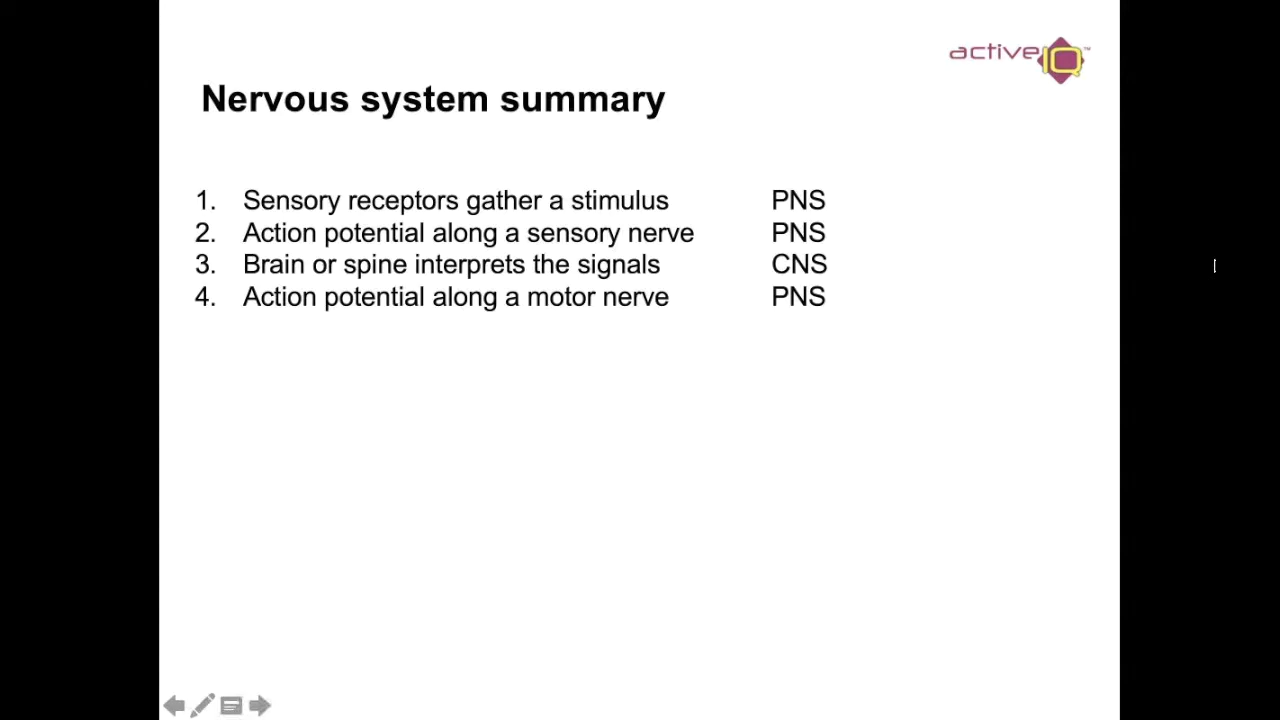 active IQ™
Nervous system summary
1. Sensory receptors gather a stimulus PNS
2. Action potential along a sensory nerve PNS
3. Brain or spine interprets the signals CNS
4. Action potential along a motor nerve PNS